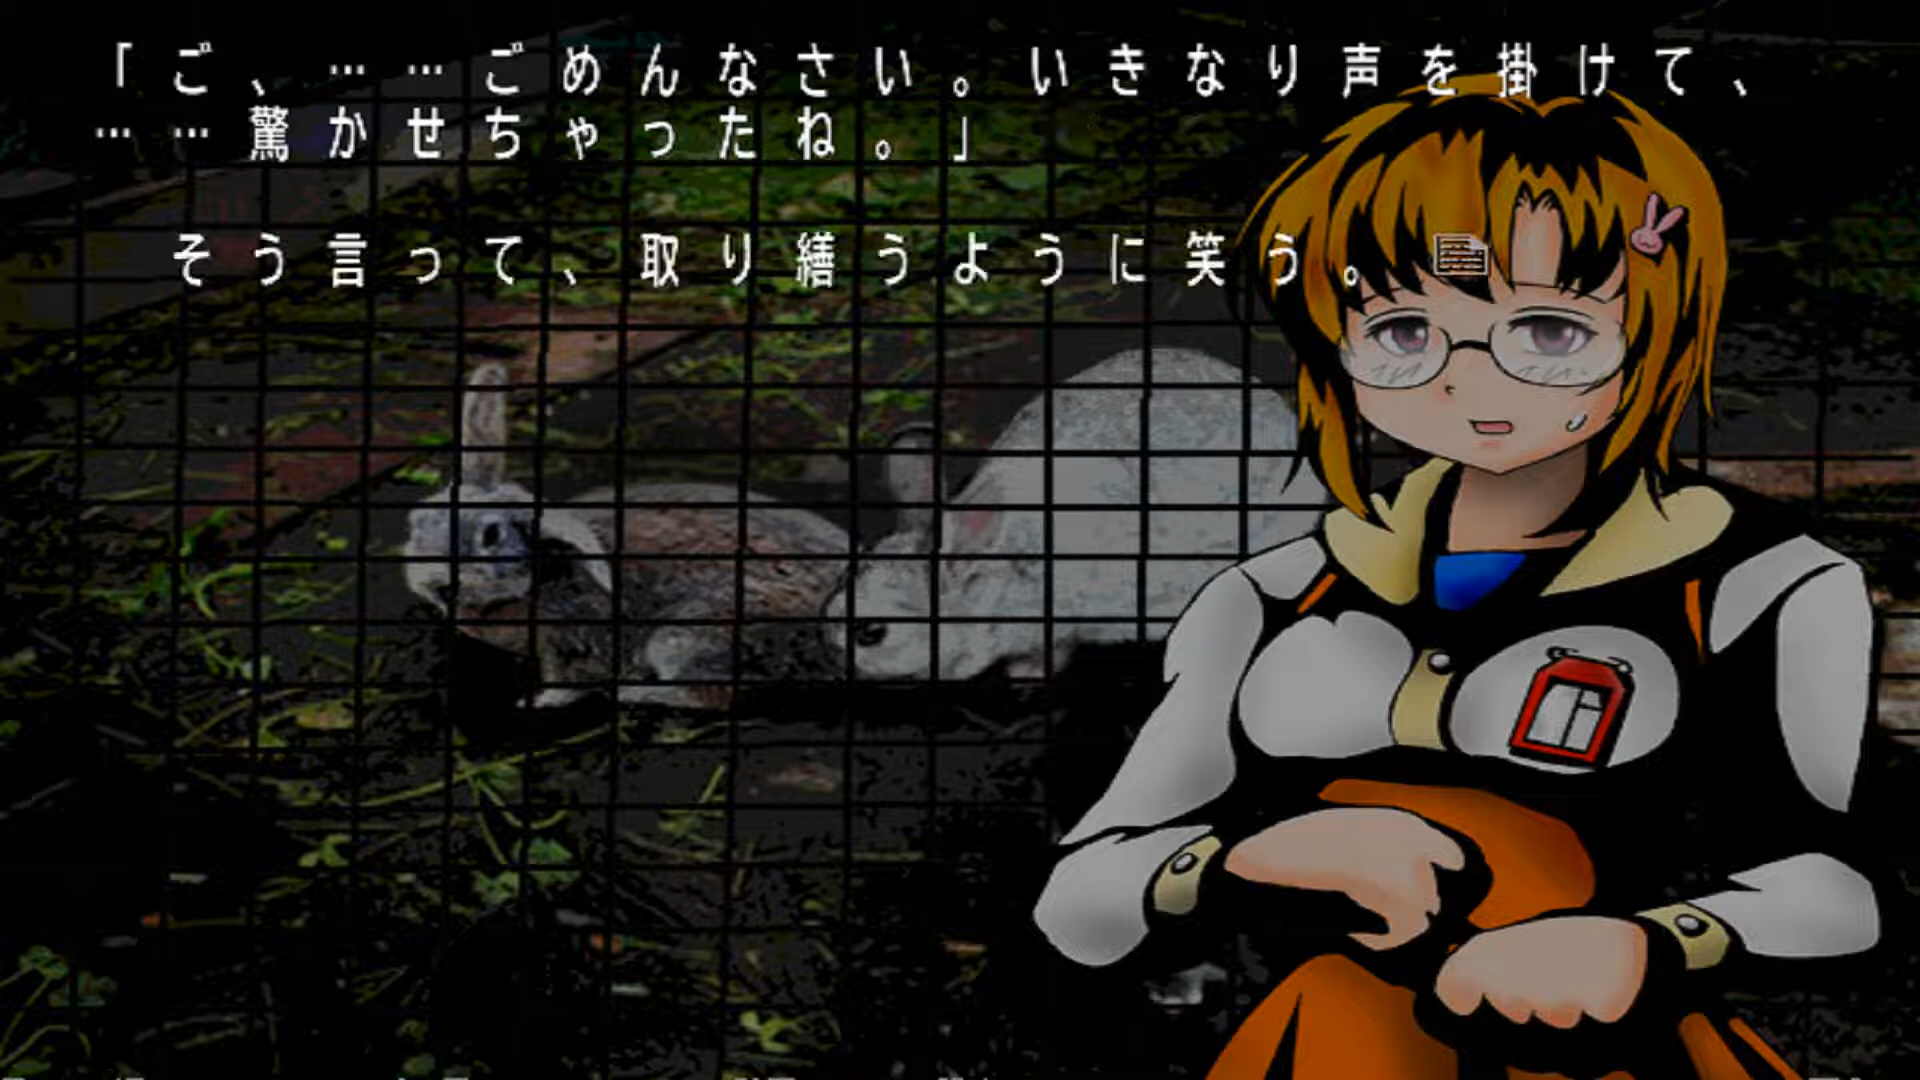 「ご、……ごめんなさい。いきなり声を掛けて、
……驚かせちゃったね。」
そう言って、取り繕うように笑う。